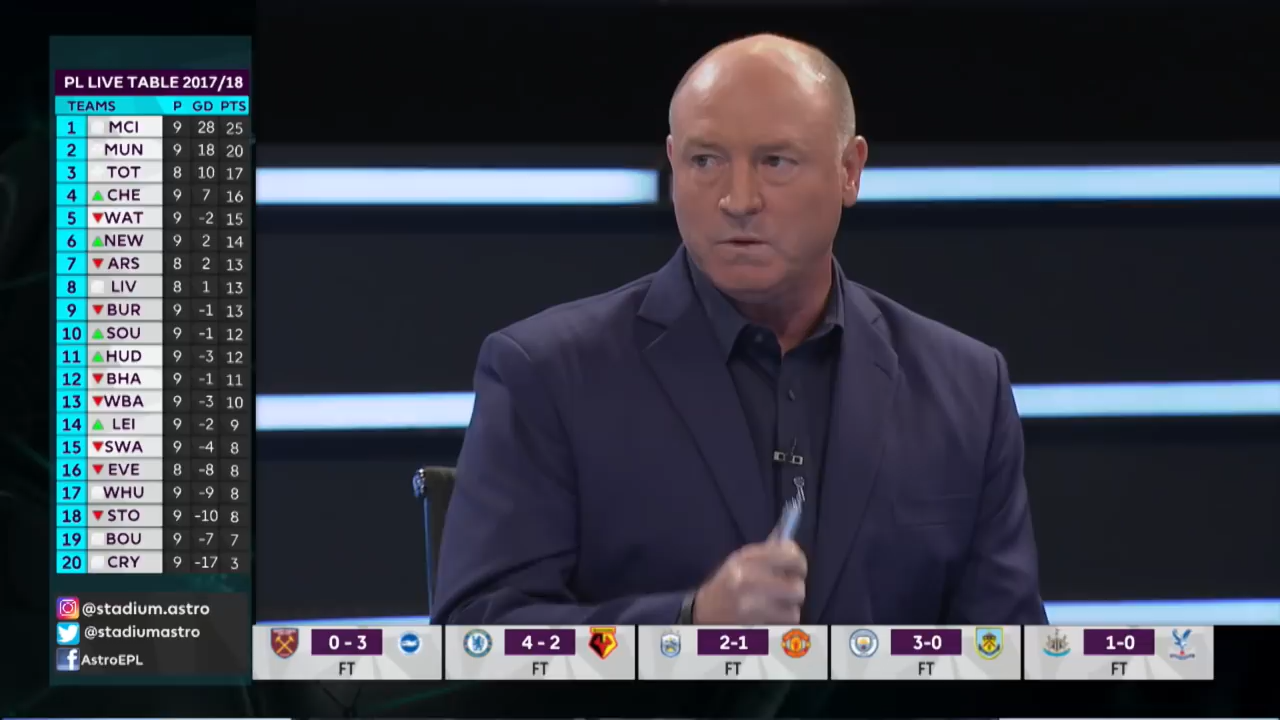 PL LIVE TABLE 2017/18
TEAMS P GD PTS
1 MCI 9 28 25
2 MUN 9 18 20
3 TOT 8 10 17
4 CHE 9 7 16
5 WAT 9 -2 15
6 NEW 9 2 14
7 ARS 8 2 13
8 LIV 8 1 13
9 BUR 9 -1 13
10 SOU 9 -1 12
11 HUD 9 -3 12
12 BHA 9 -1 11
13 WBA 9 -3 10
14 LEI 9 -2 9
15 SWA 9 -4 8
16 EVE 8 -8 8
17 WHU 9 -9 8
18 STO 9 -10 8
19 BOU 9 -7 7
20 CRY 9 -17 3
@stadium.astro
@stadiumastro
AstroEPL
0 - 3 4 - 2 2-1 3-0 1-0
FT FT FT FT FT